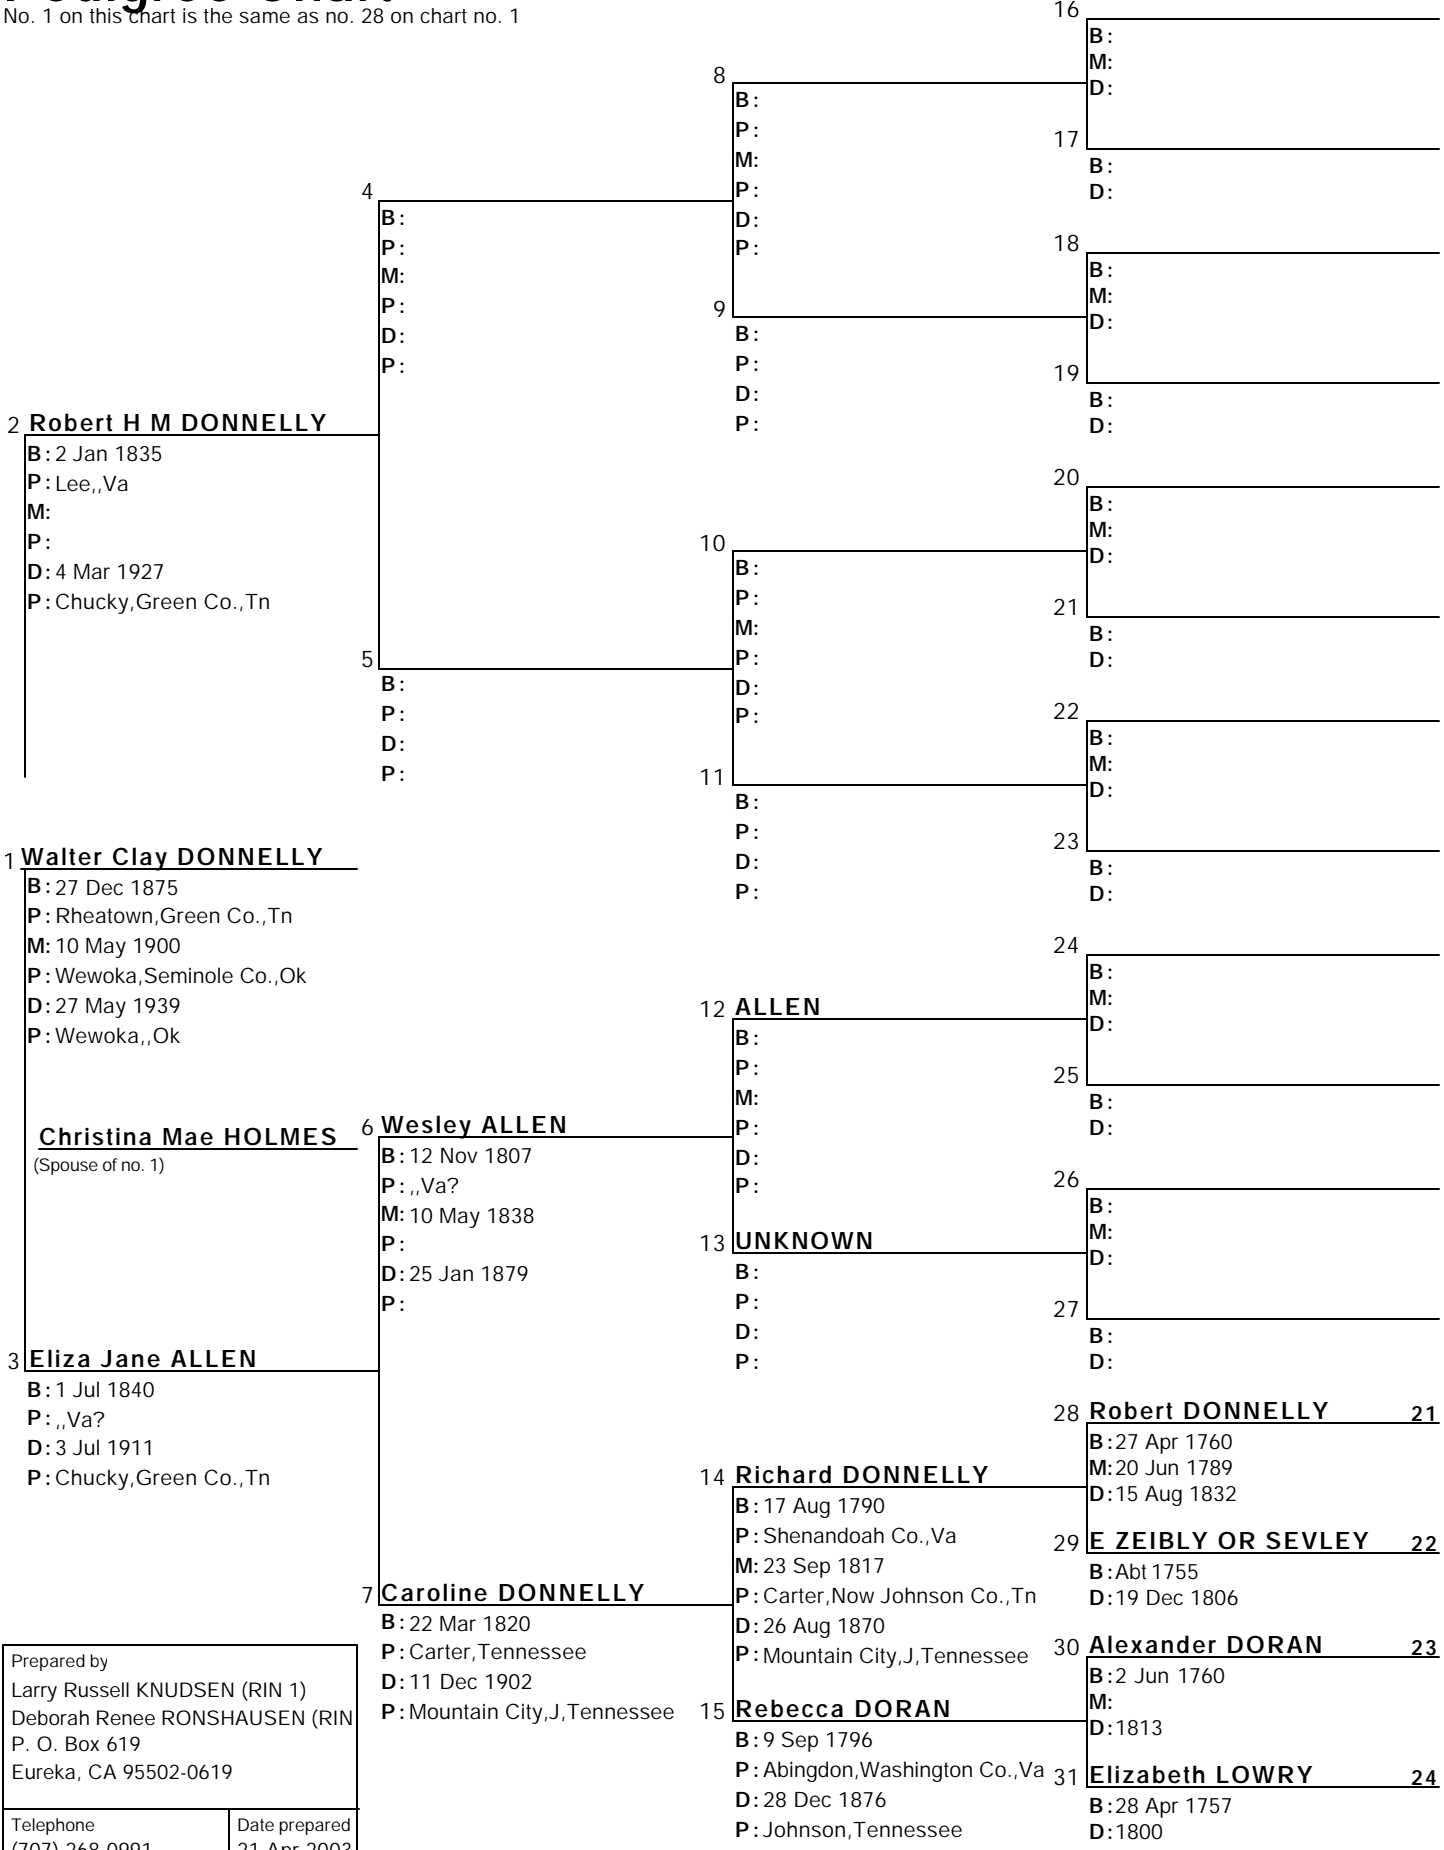 No. 1 on this chart is the same as no. 28 on chart no. 1
16
B:
M:
D:
8
B:
P:
M:
P:
D:
P:
17
B:
D:
4
B:
P:
M:
P:
D:
P:
18
B:
M:
D:
9
B:
P:
D:
P:
19
B:
D:
2 Robert H M DONNELLY
B: 2 Jan 1835
P: Lee,,Va
M:
P:
D: 4 Mar 1927
P: Chucky,Green Co.,Tn
20
B:
M:
D:
10
B:
P:
M:
P:
D:
P:
21
B:
D:
5
B:
P:
D:
P:
22
B:
M:
D:
11
B:
P:
D:
P:
23
B:
D:
1 Walter Clay DONNELLY
B: 27 Dec 1875
P: Rheatown,Green Co.,Tn
M: 10 May 1900
P: Wewoka,Seminole Co.,Ok
D: 27 May 1939
P: Wewoka,,Ok
Christina Mae HOLMES
(Spouse of no. 1)
24
B:
M:
D:
12 ALLEN
B:
P:
M:
P:
D:
P:
25
B:
D:
6 Wesley ALLEN
B: 12 Nov 1807
P: ,,Va?
M: 10 May 1838
P:
D: 25 Jan 1879
P:
26
B:
M:
D:
13 UNKNOWN
B:
P:
D:
P:
27
B:
D:
3 Eliza Jane ALLEN
B: 1 Jul 1840
P: ,,Va?
D: 3 Jul 1911
P: Chucky,Green Co.,Tn
28 Robert DONNELLY 21
B: 27 Apr 1760
M: 20 Jun 1789
D: 15 Aug 1832
14 Richard DONNELLY
B: 17 Aug 1790
P: Shenandoah Co.,Va
M: 23 Sep 1817
P: Carter,Now Johnson Co.,Tn
D: 26 Aug 1870
P: Mountain City,J,Tennessee
29 E ZEIBLY OR SEVLEY 22
B: Abt 1755
D: 19 Dec 1806
7 Caroline DONNELLY
B: 22 Mar 1820
P: Carter,Tennessee
D: 11 Dec 1902
P: Mountain City,J,Tennessee
30 Alexander DORAN 23
B: 2 Jun 1760
M:
D: 1813
15 Rebecca DORAN
B: 9 Sep 1796
P: Abingdon,Washington Co.,Va
D: 28 Dec 1876
P: Johnson,Tennessee
31 Elizabeth LOWRY 24
B: 28 Apr 1757
D: 1800
Prepared by
Larry Russell KNUDSEN (RIN 1)
Deborah Renee RONSHAUSEN (RIN
P. O. Box 619
Eureka, CA 95502-0619
Telephone
(707) 268-0991
Date prepared
21 Apr 2003